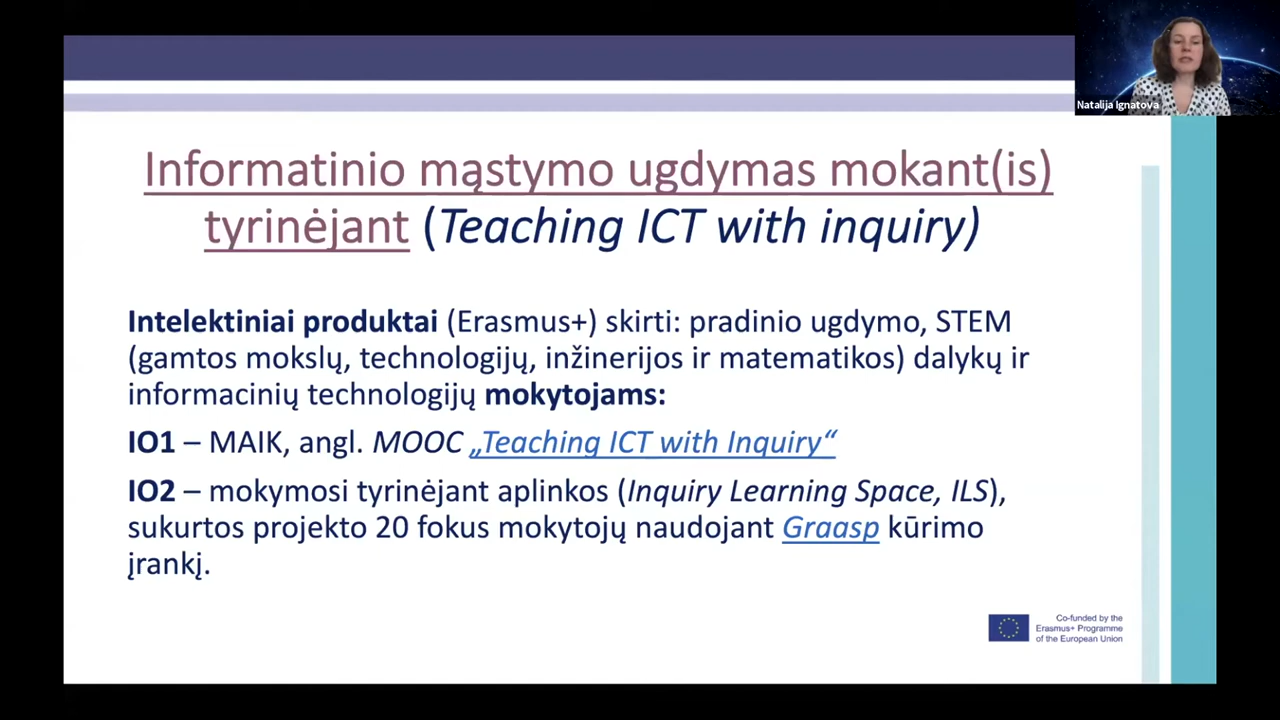 Natalija Ignatova
Informatinio mąstymo ugdymas mokant(is)
tyrinėjant (Teaching ICT with inquiry)
Intelektiniai produktai (Erasmus+) skirti: pradinio ugdymo, STEM
(gamtos mokslų, technologijų, inžinerijos ir matematikos) dalykų ir
informacinių technologijų mokytojams:
IO1 – MAIK, angl. MOOC „Teaching ICT with Inquiry“
IO2 – mokymosi tyrinėjant aplinkos (Inquiry Learning Space, ILS),
sukurtos projekto 20 fokus mokytojų naudojant Graasp kūrimo
įrankį.
Co-funded by the
Erasmus+ Programme
of the European Union